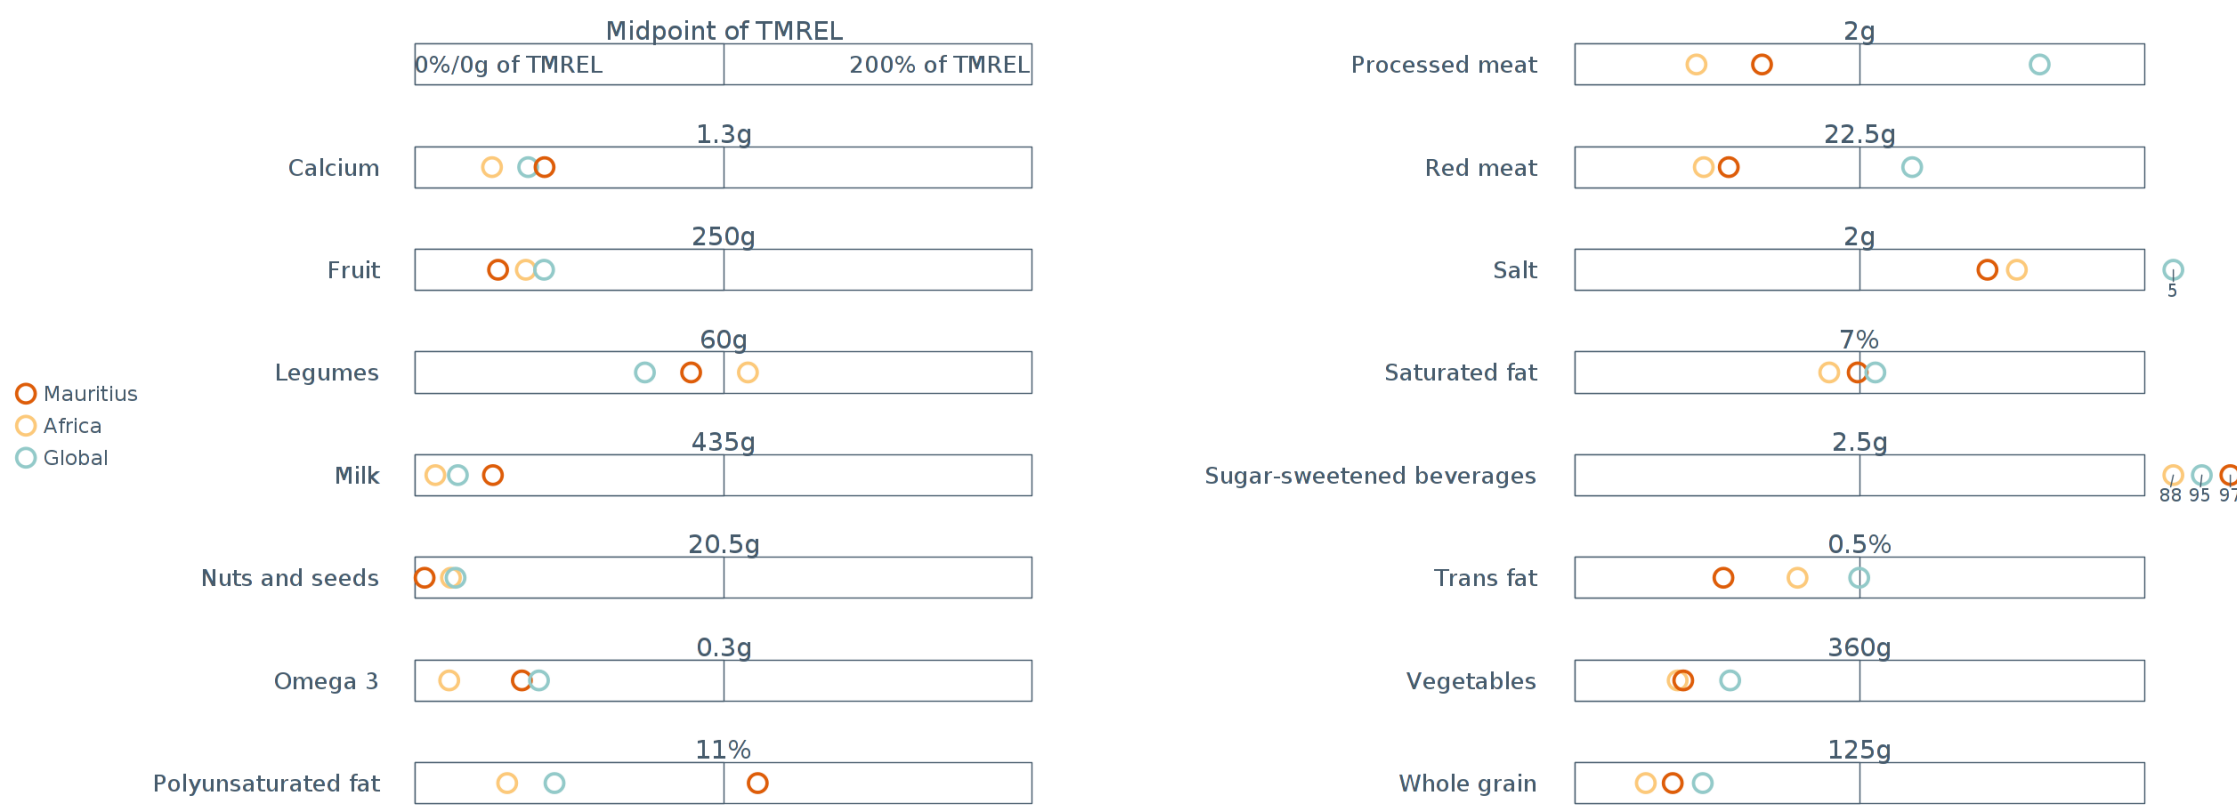 Midpoint of TMREL
0%/0g of TMREL
200% of TMREL
Calcium
1.3g
Fruit
250g
Legumes
60g
Milk
435g
Nuts and seeds
20.5g
Omega 3
0.3g
Polyunsaturated fat
11%
Mauritius
Africa
Global
Processed meat
2g
Red meat
22.5g
Salt
2g
5
Saturated fat
7%
Sugar-sweetened beverages
2.5g
88 95 97
Trans fat
0.5%
Vegetables
360g
Whole grain
125g